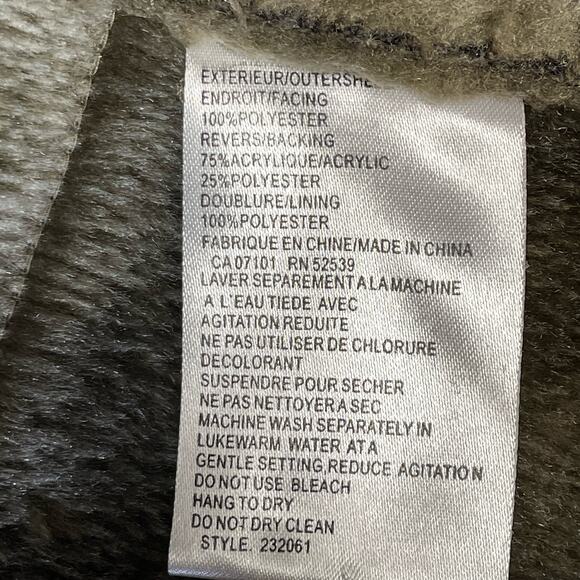 EXTERIEUR/OUTERSHE
ENDROIT/FACING
100%POLYESTER
REVERS/BACKING
75%ACRYLIQUE/ACRYLIC
25%POLYESTER
DOUBLURE/LINING
100%POLYESTER
FABRIQUE EN CHINE/MADE IN CHINA
CA 07101 RN 52539
LAVER SEPAREMENT A LA MACHINE
A L'EAU TIEDE AVEC
AGITATION REDUITE
NE PAS UTILISER DE CHLORURE
DECOLORANT
SUSPENDRE POUR SECHER
NE PAS NETTOYER A SEC
MACHINE WASH SEPARATELY IN
LUKEWARM WATER AT A
GENTLE SETTING,REDUCE AGITATION
DO NOT USE BLEACH
HANG TO DRY
DO NOT DRY CLEAN
STYLE. 232061